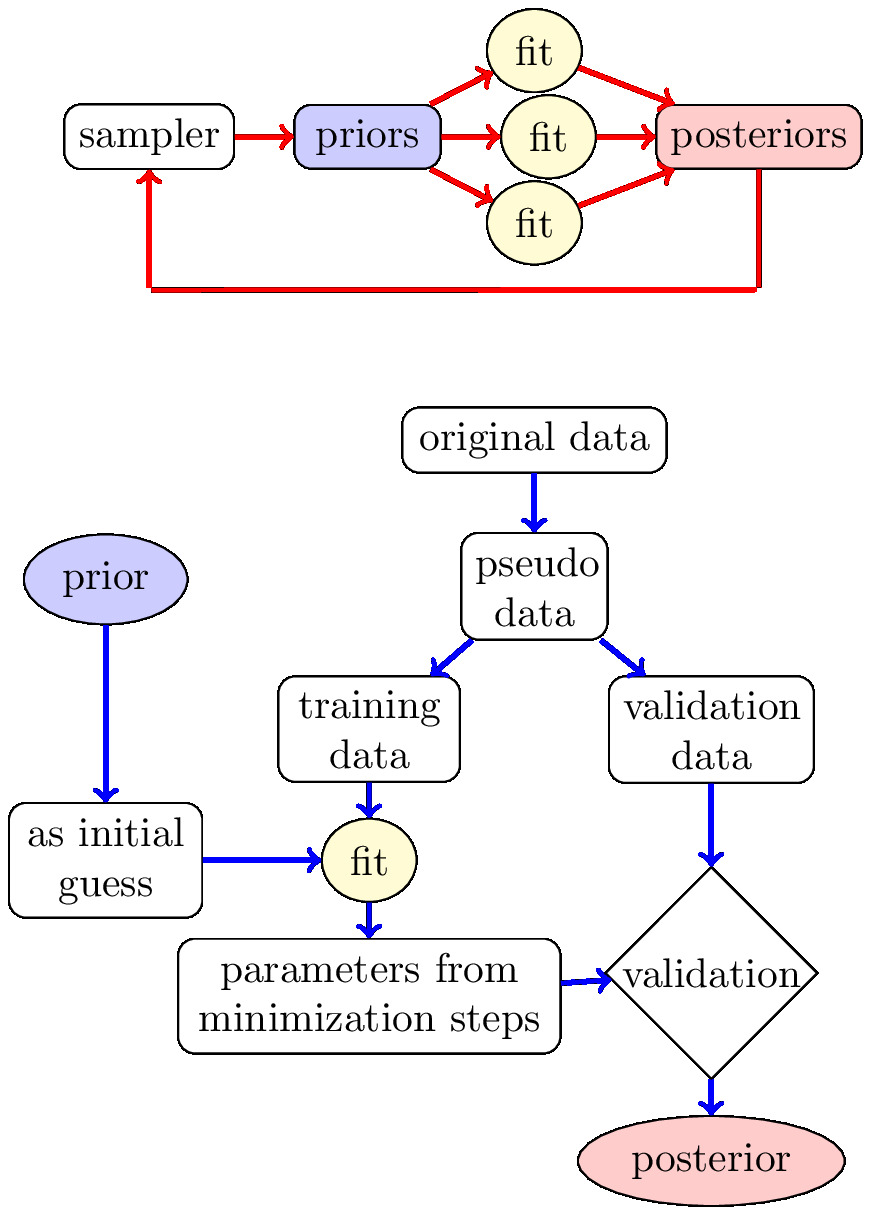 fit
sampler
priors
fit
posteriors
fit
original data
prior
pseudo
data
training
data
validation
data
as initial
guess
fit
parameters from
minimization steps
validation
posterior